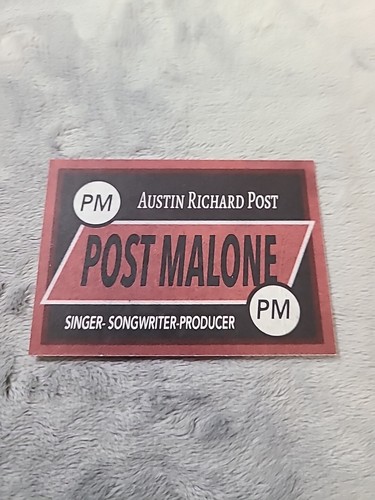 PM
AUSTIN RICHARD POST
POST MALONE
PM
SINGER- SONGWRITER-PRODUCER